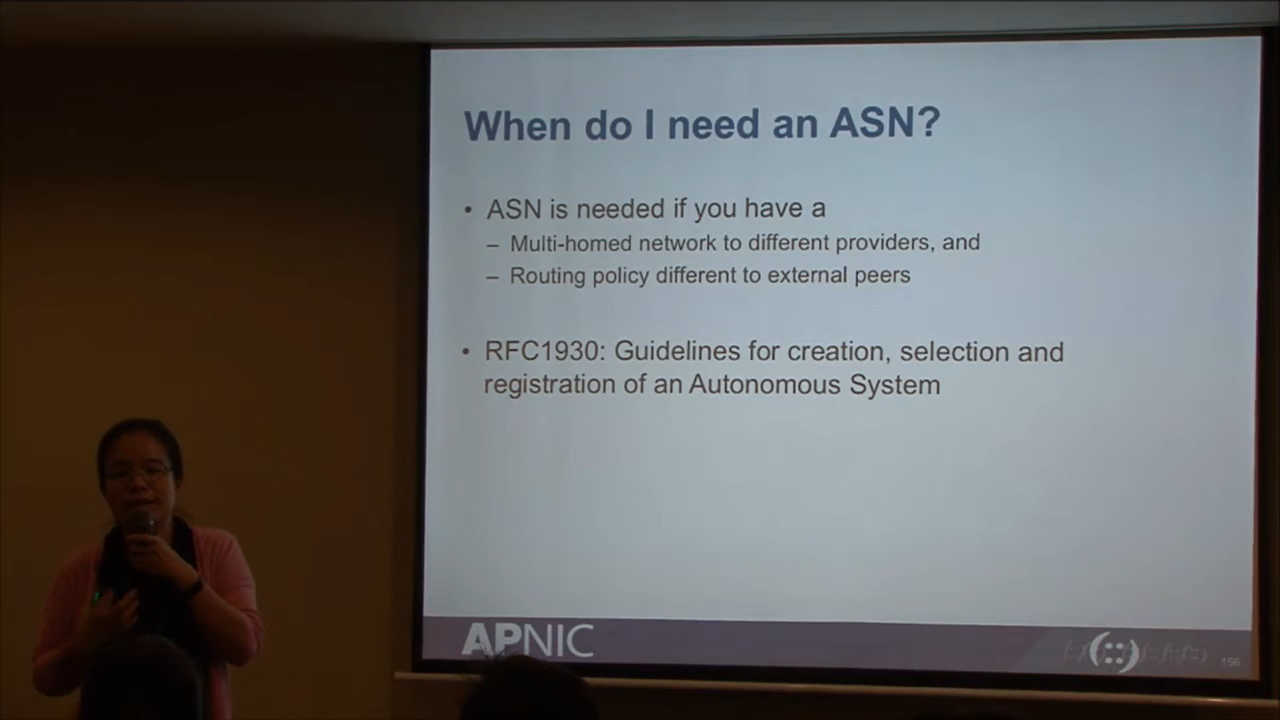 When do I need an ASN?
• ASN is needed if you have a
– Multi-homed network to different providers, and
– Routing policy different to external peers
• RFC1930: Guidelines for creation, selection and
registration of an Autonomous System
APNIC
156